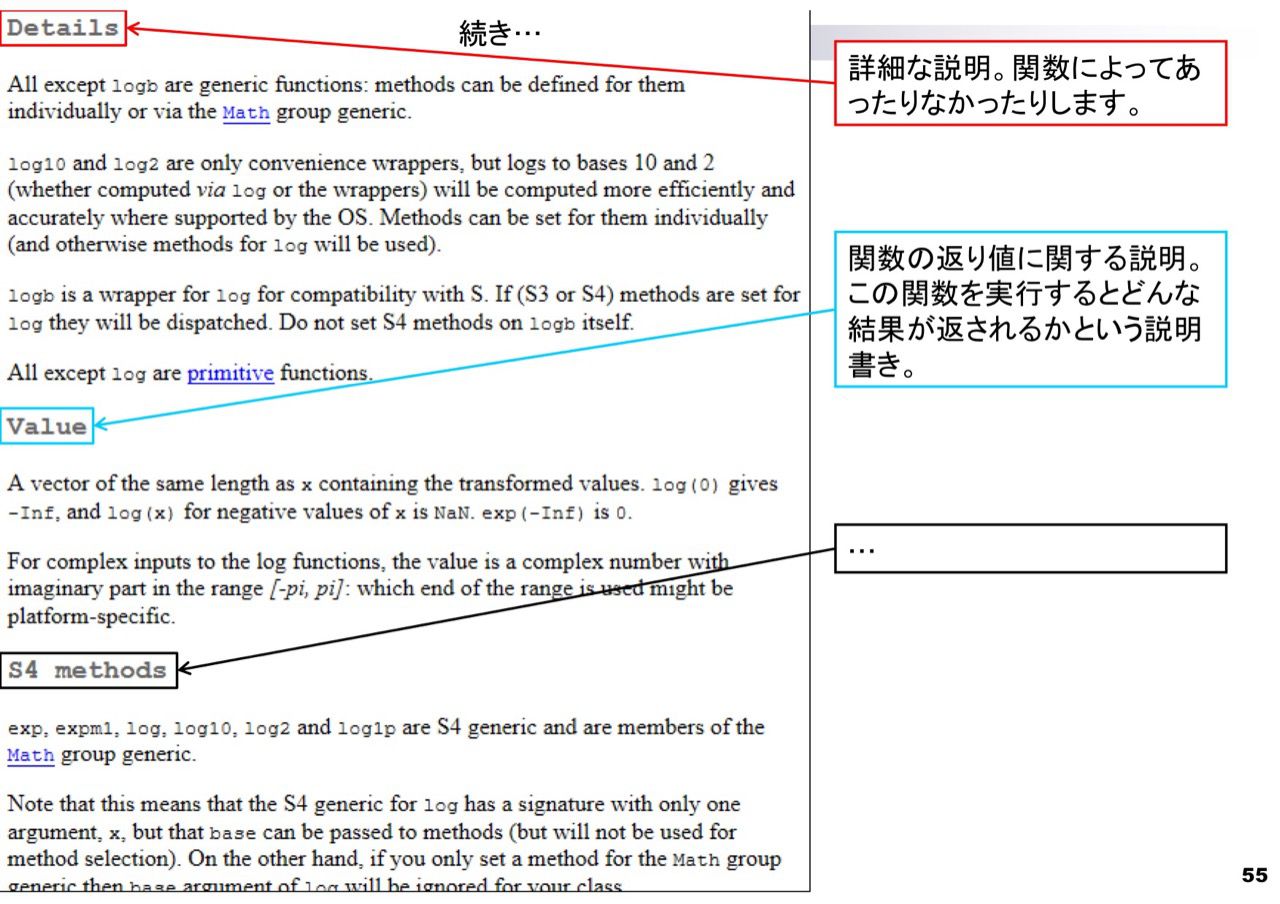 Details
続き…
All except logb are generic functions: methods can be defined for them
individually or via the Math group generic.
log10 and log2 are only convenience wrappers, but logs to bases 10 and 2
(whether computed via log or the wrappers) will be computed more efficiently and
accurately where supported by the OS. Methods can be set for them individually
(and otherwise methods for log will be used).
logb is a wrapper for log for compatibility with S. If (S3 or S4) methods are set for
log they will be dispatched. Do not set S4 methods on logb itself.
All except log are primitive functions.
Value
A vector of the same length as x containing the transformed values. log(0) gives
-Inf, and log(x) for negative values of x is NaN. exp(-Inf) is 0.
For complex inputs to the log functions, the value is a complex number with
imaginary part in the range [-pi, pi]: which end of the range is used might be
platform-specific.
S4 methods
exp, expm1, log, log10, log2 and log1p are S4 generic and are members of the
Math group generic.
Note that this means that the S4 generic for log has a signature with only one
argument, x, but that base can be passed to methods (but will not be used for
method selection). On the other hand, if you only set a method for the Math group
generic then base argument of log will be ignored for your class
詳細な説明。関数によってあ
ったりなかったりします。
関数の返り値に関する説明。
この関数を実行するとどんな
結果が返されるかという説明
書き。
…
55